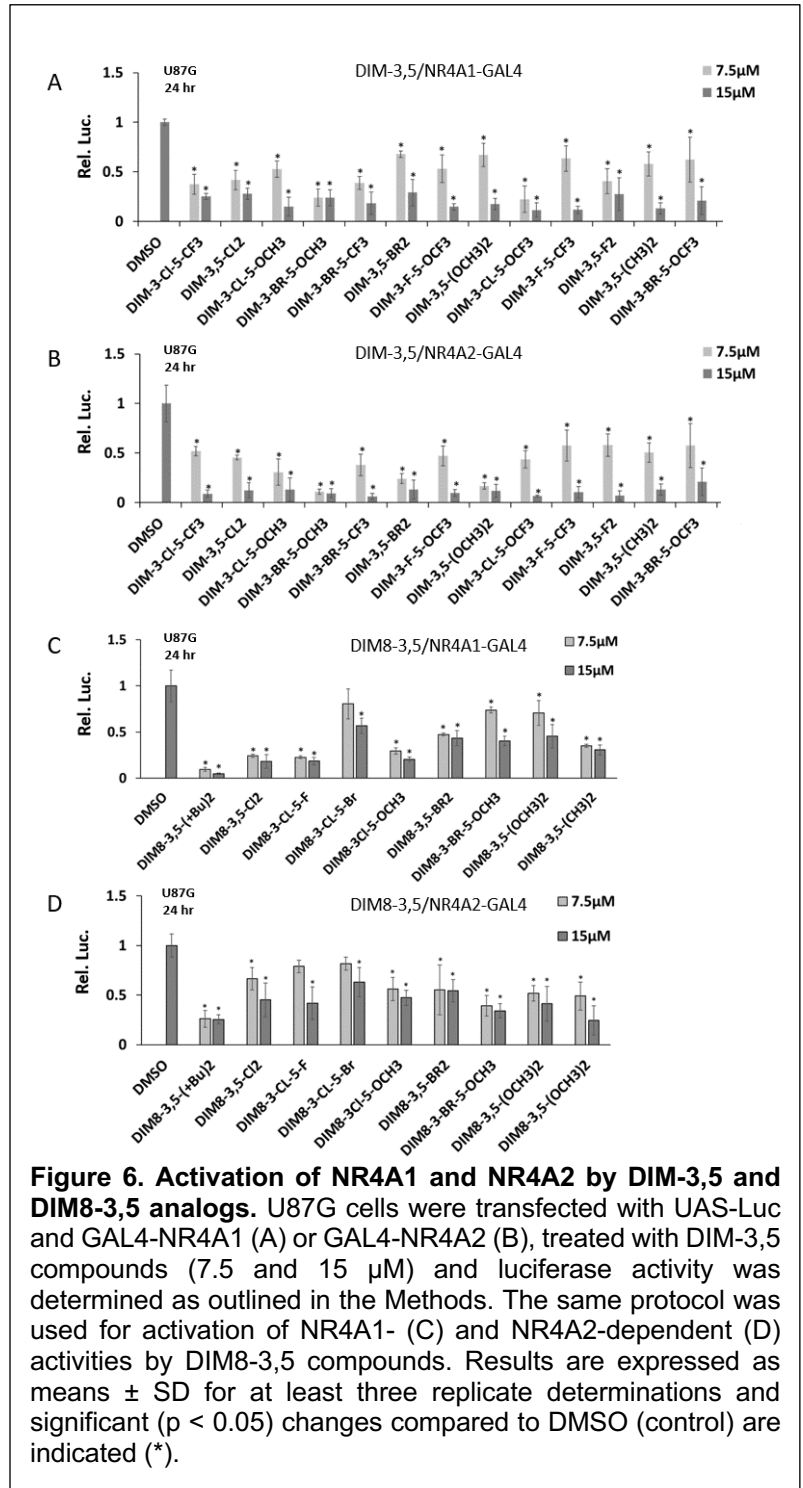 A
U87G
24 hr
DIM-3,5/NR4A1-GAL4
7.5µM
15µM
Rel. Luc.
1.5
1
0.5
0
DMSO
DIM-3-Cl-5-CF3
DIM-3,5-CL2
DIM-3-CL-5-OCH3
DIM-3-BR-5-OCH3
DIM-3-BR-5-CF3
DIM-3,5-BR2
DIM-3-F-5-OCF3
DIM-3,5-(OCH3)2
DIM-3-CL-5-OCF3
DIM-3-F-5-CF3
DIM-3,5-F2
DIM-3,5-(CH3)2
DIM-3-BR-5-OCF3
B
U87G
24 hr
DIM-3,5/NR4A2-GAL4
7.5µM
15µM
Rel. Luc.
1.5
1
0.5
0
DMSO
DIM-3-Cl-5-CF3
DIM-3,5-CL2
DIM-3-CL-5-OCH3
DIM-3-BR-5-OCH3
DIM-3-BR-5-CF3
DIM-3,5-BR2
DIM-3-F-5-OCF3
DIM-3,5-(OCH3)2
DIM-3-CL-5-OCF3
DIM-3-F-5-CF3
DIM-3,5-F2
DIM-3,5-(CH3)2
DIM-3-BR-5-OCF3
C
U87G
24 hr
DIM8-3,5/NR4A1-GAL4
7.5µM
15µM
Rel. Luc.
1.5
1
0.5
0
DMSO
DIM8-3,5-(+Bu)2
DIM8-3,5-Cl2
DIM8-3-CL-5-F
DIM8-3-CL-5-Br
DIM8-3Cl-5-OCH3
DIM8-3,5-BR2
DIM8-3-BR-5-OCH3
DIM8-3,5-(OCH3)2
DIM8-3,5-(CH3)2
D
U87G
24 hr
DIM8-3,5/NR4A2-GAL4
7.5µM
15µM
Rel. Luc.
1.5
1
0.5
0
DMSO
DIM8-3,5-(+Bu)2
DIM8-3,5-Cl2
DIM8-3-CL-5-F
DIM8-3-CL-5-Br
DIM8-3Cl-5-OCH3
DIM8-3,5-BR2
DIM8-3-BR-5-OCH3
DIM8-3,5-(OCH3)2
DIM8-3,5-(OCH3)2
Figure 6. Activation of NR4A1 and NR4A2 by DIM-3,5 and
DIM8-3,5 analogs. U87G cells were transfected with UAS-Luc
and GAL4-NR4A1 (A) or GAL4-NR4A2 (B), treated with DIM-3,5
compounds (7.5 and 15 µM) and luciferase activity was
determined as outlined in the Methods. The same protocol was
used for activation of NR4A1- (C) and NR4A2-dependent (D)
activities by DIM8-3,5 compounds. Results are expressed as
means ± SD for at least three replicate determinations and
significant (p < 0.05) changes compared to DMSO (control) are
indicated (*).